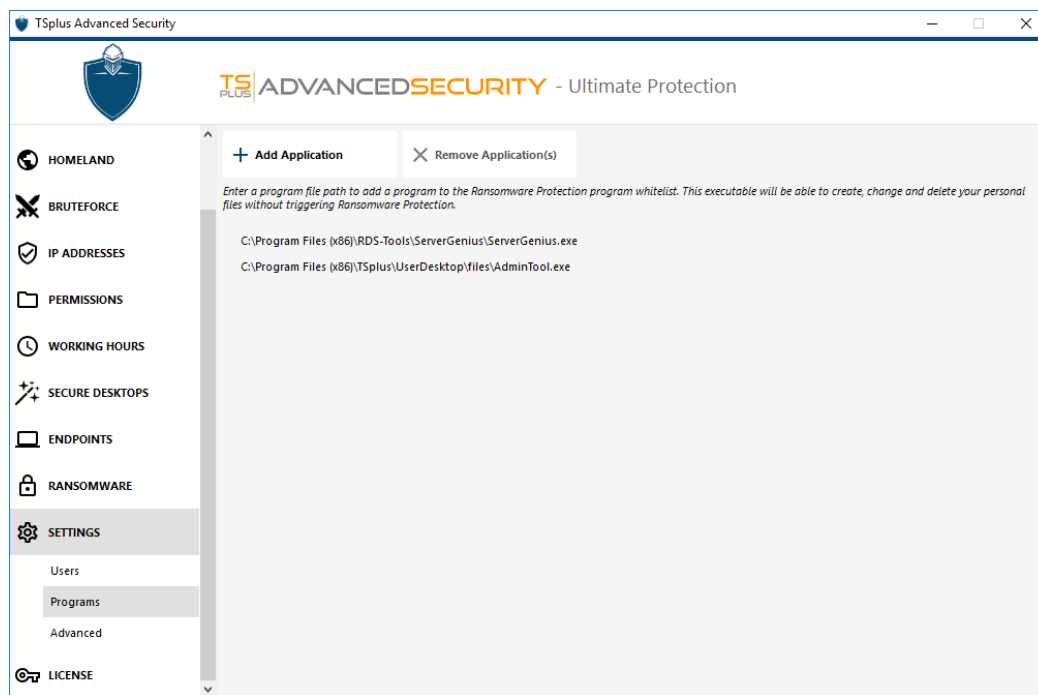 TSplus Advanced Security
TS PLUS ADVANCEDSECURITY - Ultimate Protection
HOMELAND
BRUTEFORCE
IP ADDRESSES
PERMISSIONS
WORKING HOURS
SECURE DESKTOPS
ENDPOINTS
RANSOMWARE
SETTINGS
Users
Programs
Advanced
LICENSE
Add Application
Remove Application(s)
Enter a program file path to add a program to the Ransomware Protection program whitelist. This executable will be able to create, change and delete your personal
files without triggering Ransomware Protection.
C:\Program Files (x86)\RDS-Tools\ServerGenius\ServerGenius.exe
C:\Program Files (x86)\TSplus\UserDesktop\files\AdminTool.exe